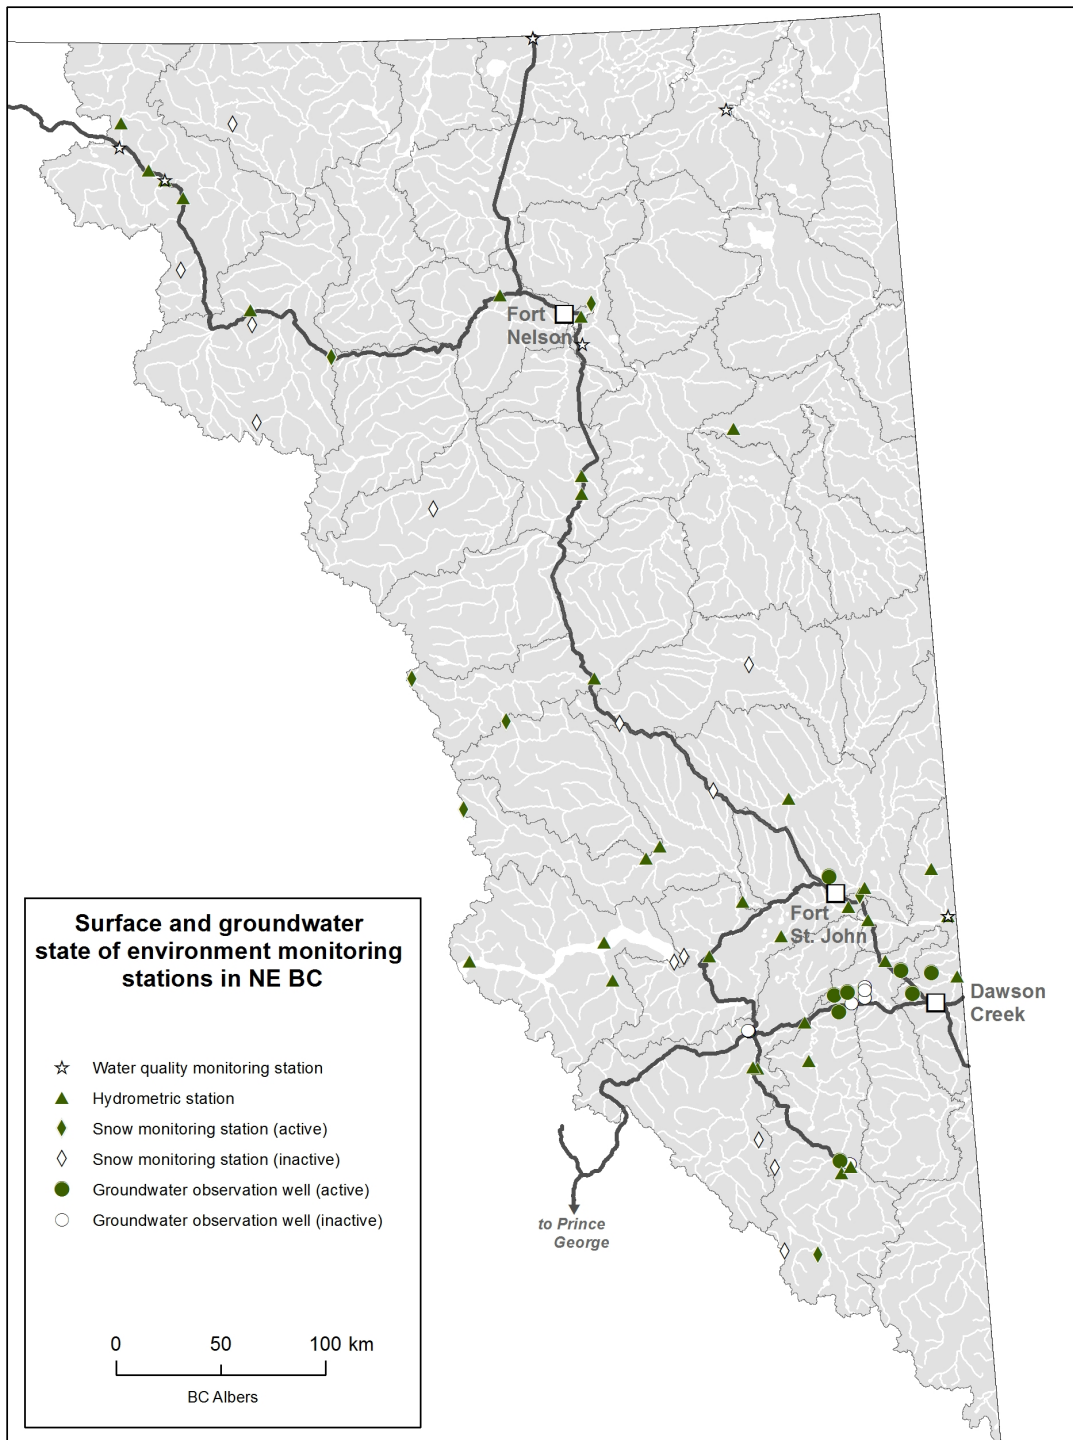 Fort
Nelson
Fort
St. John
Dawson
Creek
to Prince
George
Surface and groundwater
state of environment monitoring
stations in NE BC
Water quality monitoring station
Hydrometric station
Snow monitoring station (active)
Snow monitoring station (inactive)
Groundwater observation well (active)
Groundwater observation well (inactive)
0 50 100 km
BC Albers